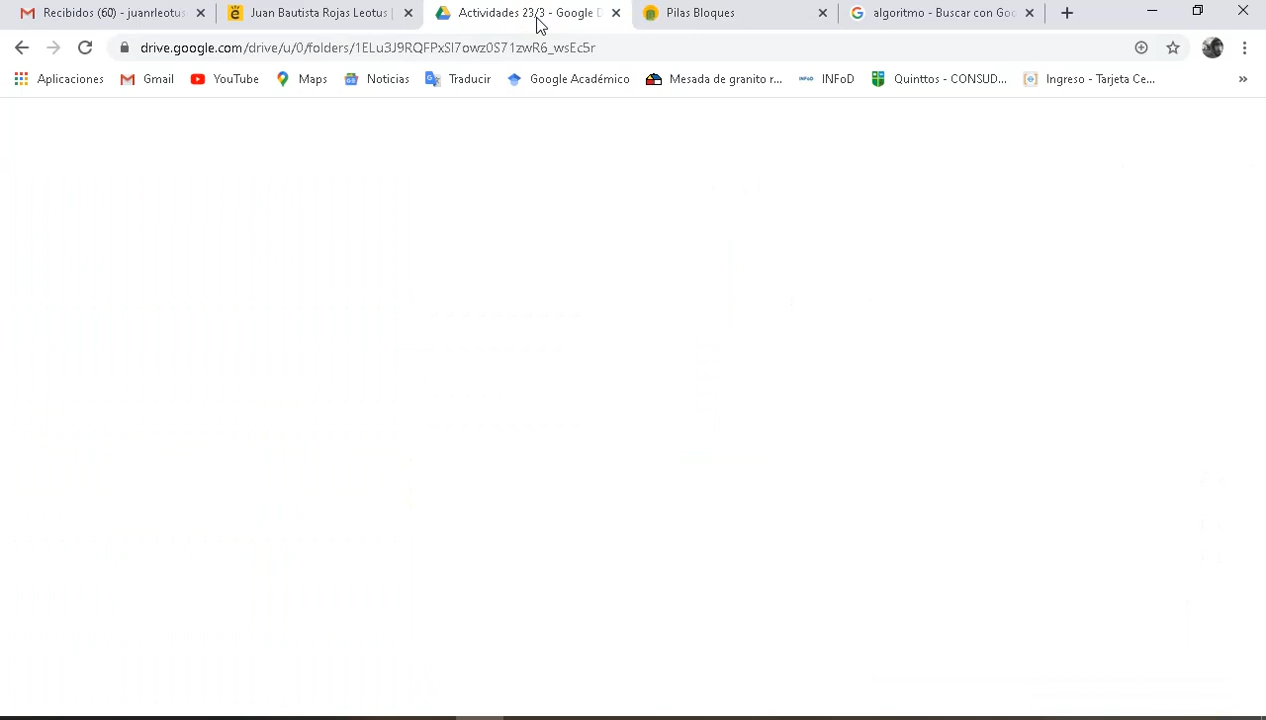 Recibidos (60) - juanrleotus
Juan Bautista Rojas Leotus |
Actividades 23/3 - Google D
Pilas Bloques
algoritmo - Buscar con Goo
drive.google.com/drive/u/0/folders/1ELu3J9RQFPxSl7owz0S71zwR6_wsEc5r
Aplicaciones
Gmail
YouTube
Maps
Noticias
Traducir
Google Académico
Mesada de granito r...
INFoD
INFoD
Quinttos - CONSUD...
Ingreso - Tarjeta Ce...
»